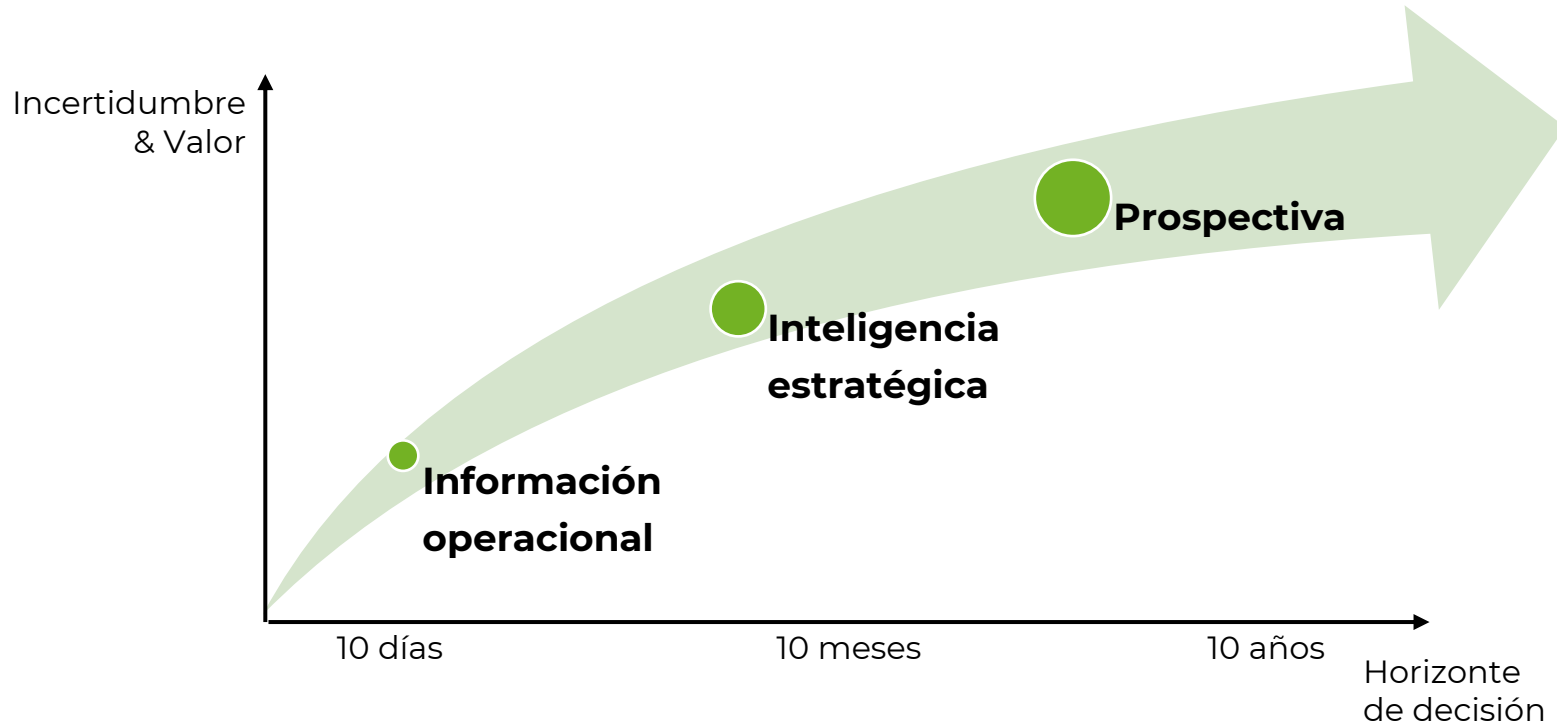 Incertidumbre
& Valor
Prospectiva
Inteligencia
estratégica
Información
operacional
10 días
10 meses
10 años
Horizonte
de decisión